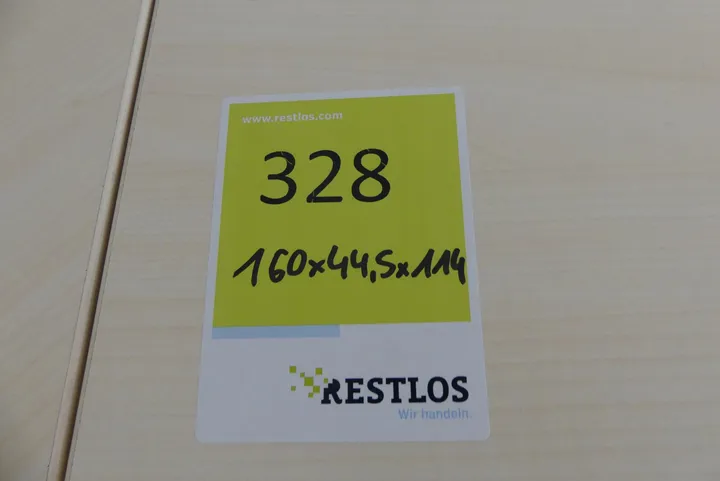 www.restlos.com
328
160x44,5x114
RESTLOS
Wir handeln.